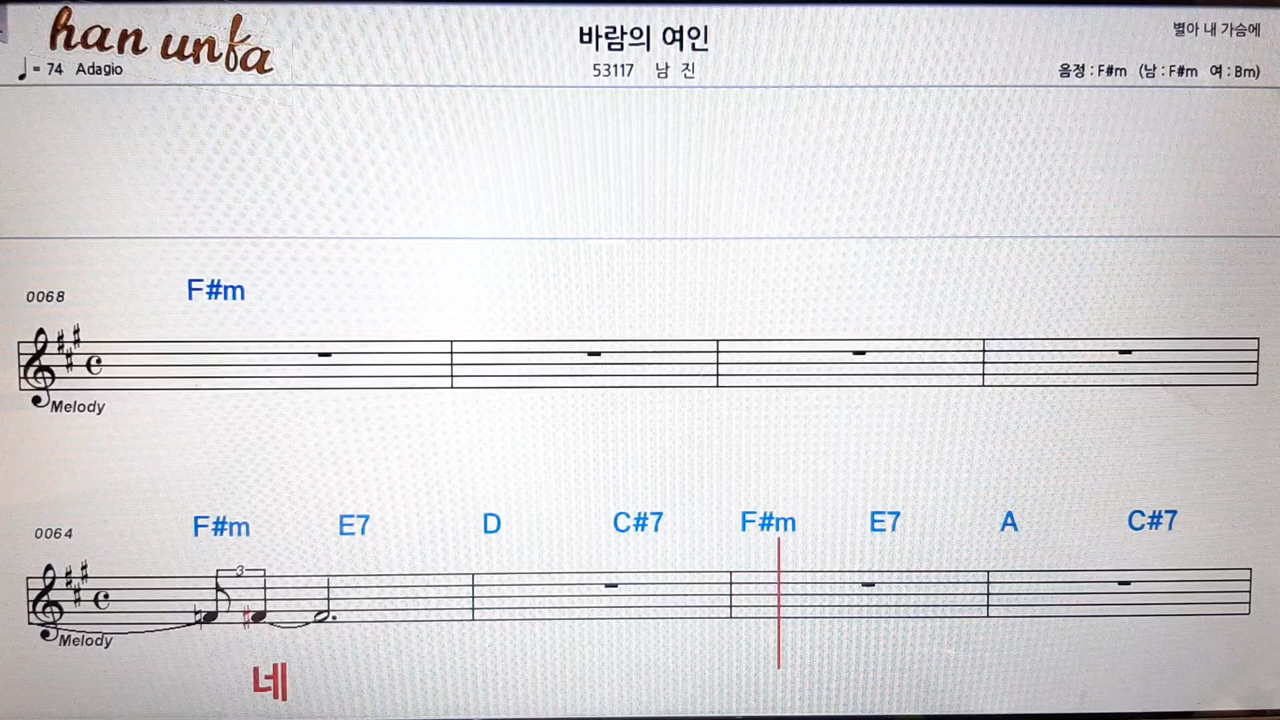 han unfa
바람의 여인
별아 내 가슴에
♩= 74 Adagio
53117 남 진
음정 : F#m (남 : F#m 여 : Bm)
0068
F#m
Melody
0064
F#m E7 D C#7 F#m E7 A C#7
3
Melody
네